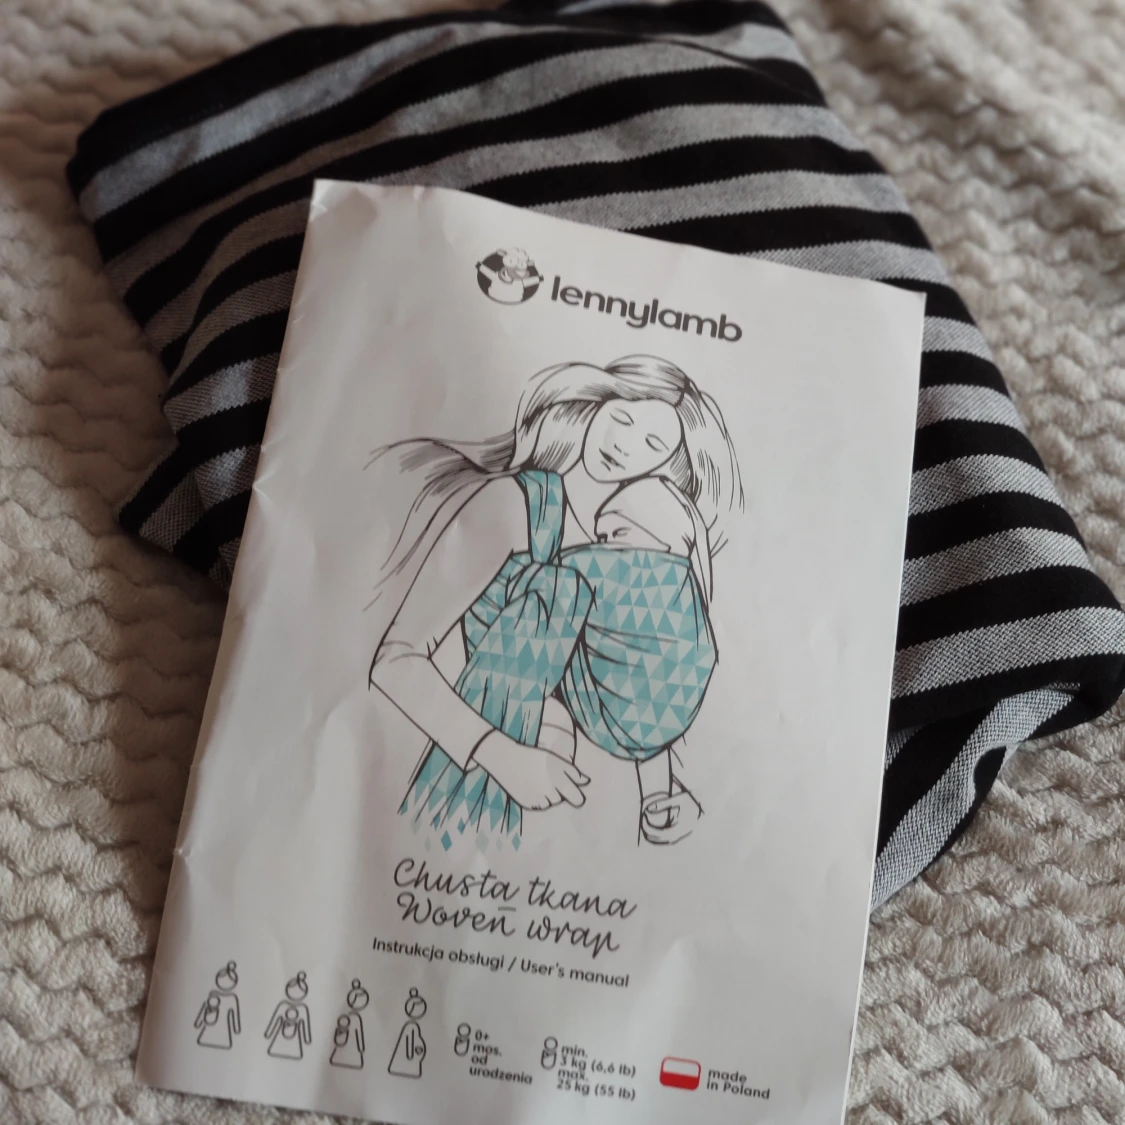 lennylamb
Chusta tkana
Woven wrap
Instrukcja obsługi / User's manual
0+
mos.
od
urodzenia
min.
3 kg (6,6 lb)
max.
25 kg (55 lb)
made
in Poland